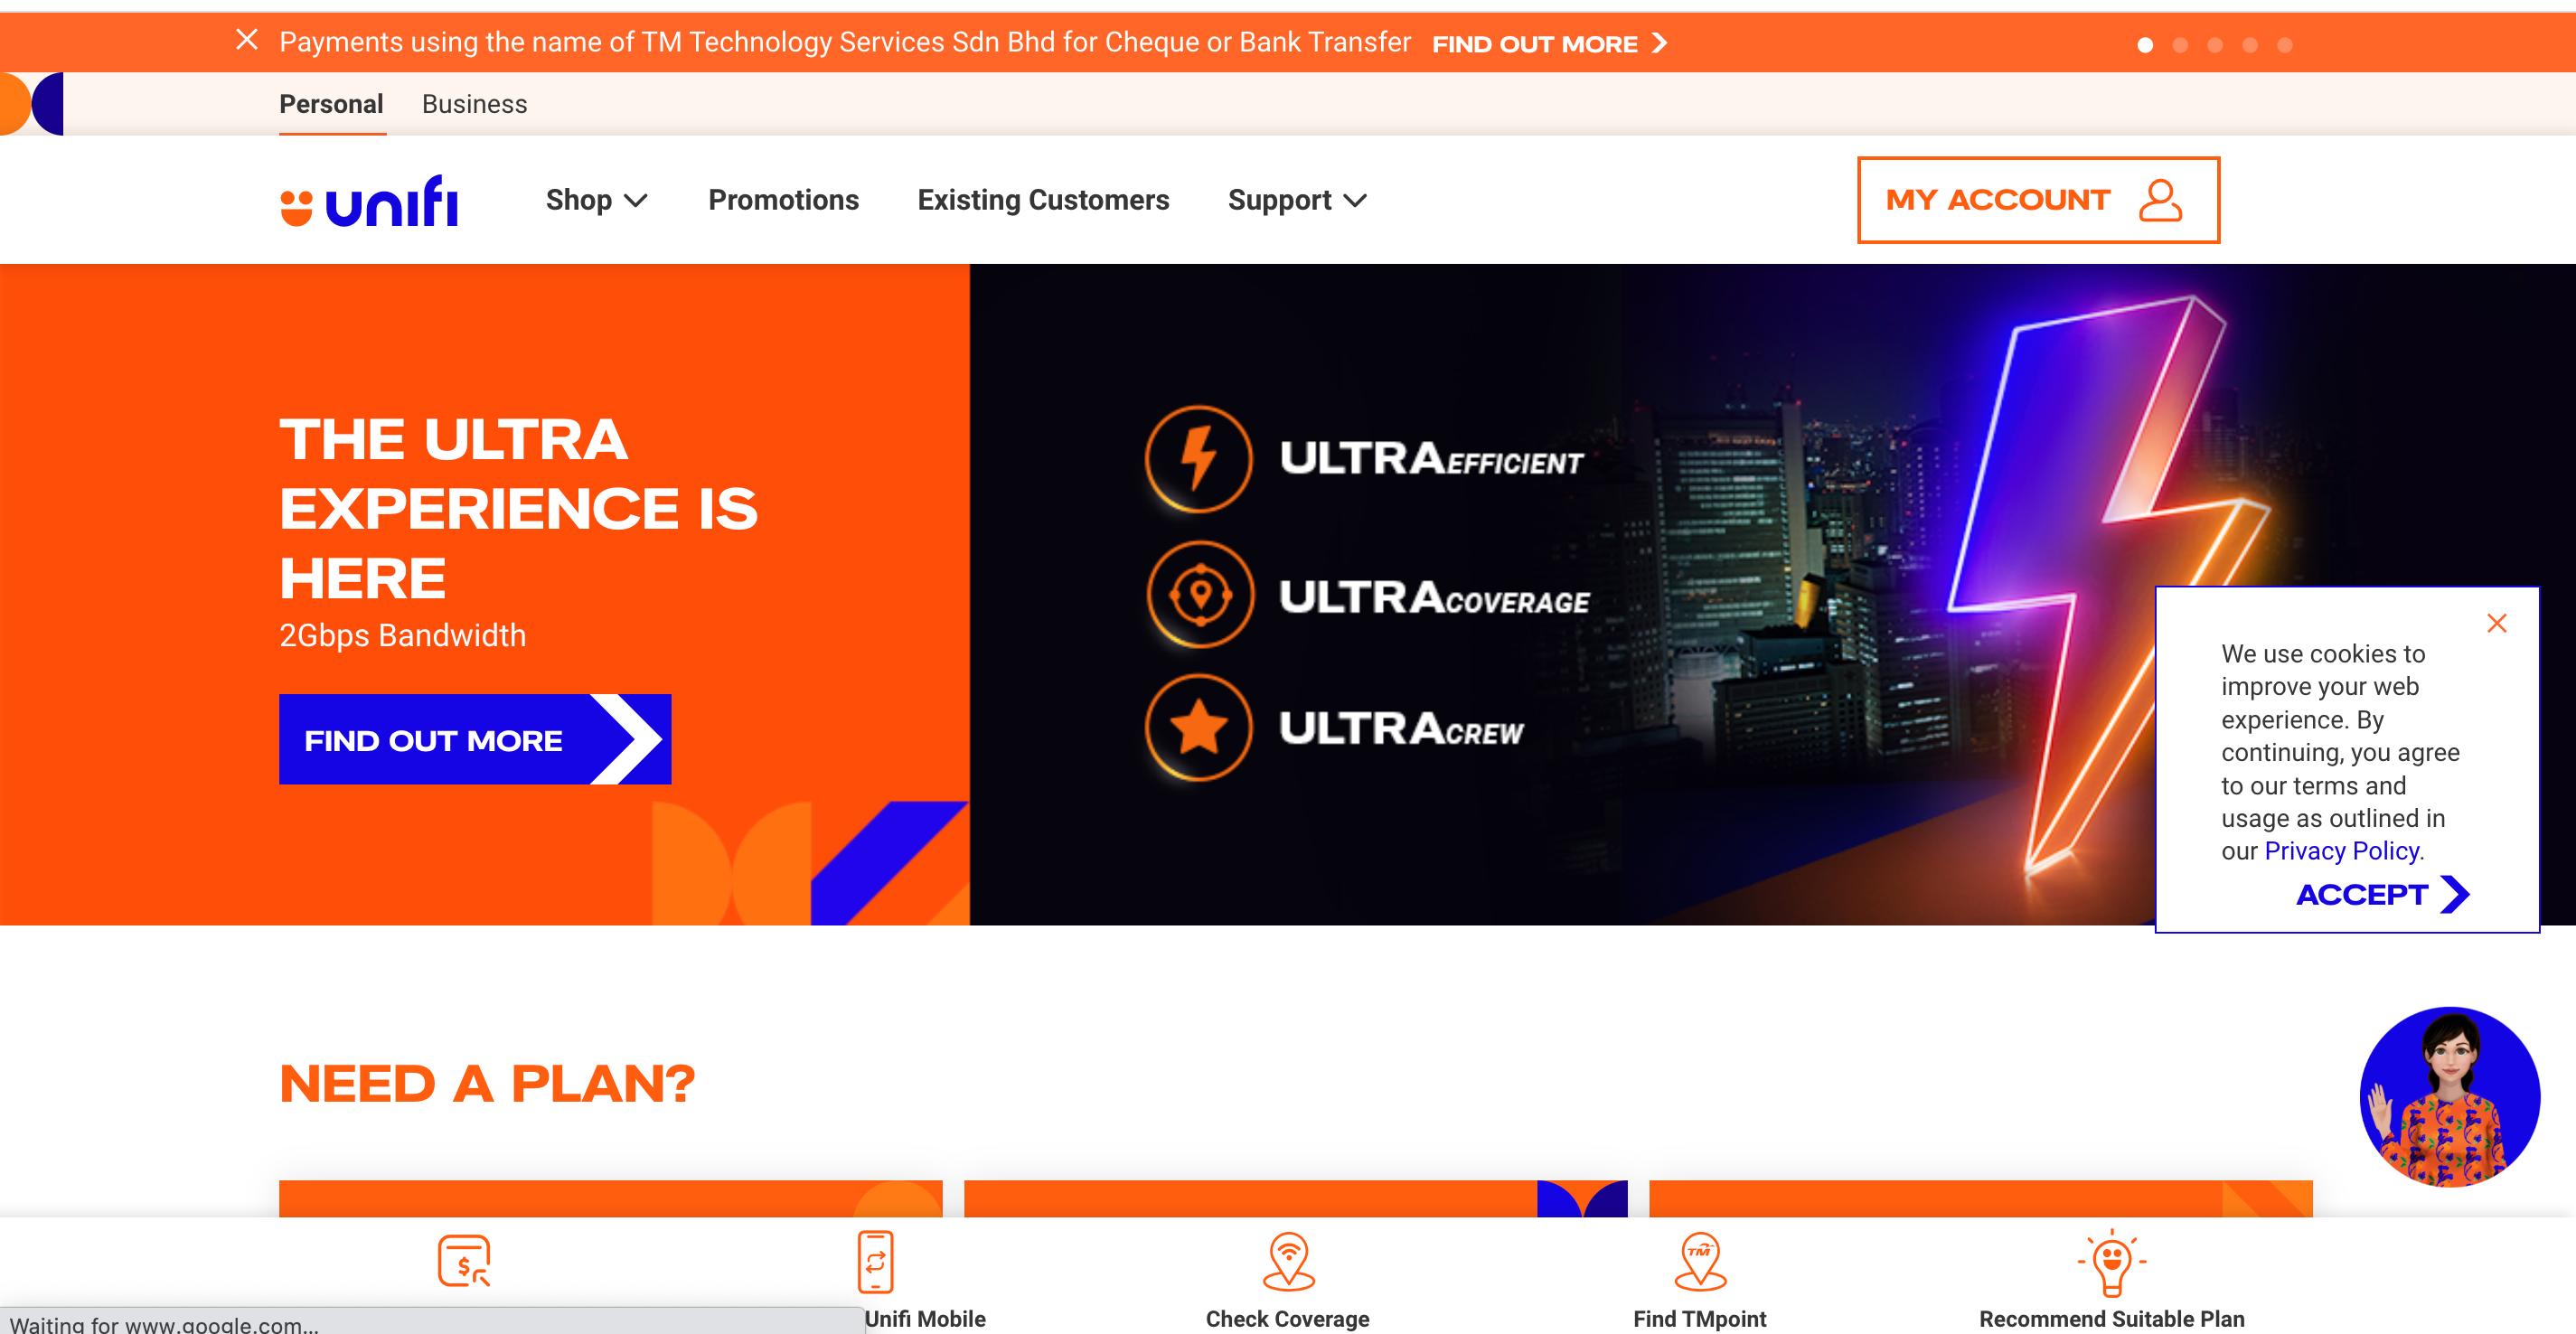 Payments using the name of TM Technology Services Sdn Bhd for Cheque or Bank Transfer FIND OUT MORE
Personal Business
unifi Shop Promotions Existing Customers Support MY ACCOUNT
THE ULTRA
EXPERIENCE IS
HERE
2Gbps Bandwidth
FIND OUT MORE
ULTRAEFFICIENT
ULTRACOVERAGE
ULTRACREW
We use cookies to
improve your web
experience. By
continuing, you agree
to our terms and
usage as outlined in
our Privacy Policy.
ACCEPT
NEED A PLAN?
$
TM
Unifi Mobile Check Coverage Find TMpoint Recommend Suitable Plan
Waiting for www.google.com...